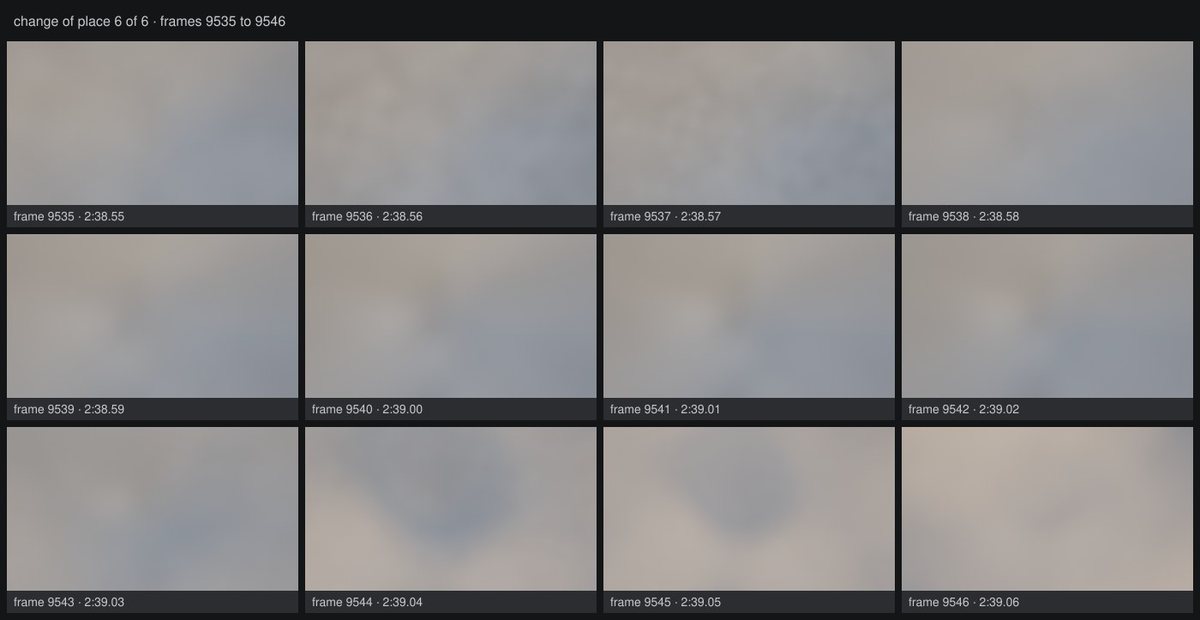 change of place 6 of 6 · frames 9535 to 9546
frame 9535 · 2:38.55
frame 9536 · 2:38.56
frame 9537 · 2:38.57
frame 9538 · 2:38.58
frame 9539 · 2:38.59
frame 9540 · 2:39.00
frame 9541 · 2:39.01
frame 9542 · 2:39.02
frame 9543 · 2:39.03
frame 9544 · 2:39.04
frame 9545 · 2:39.05
frame 9546 · 2:39.06